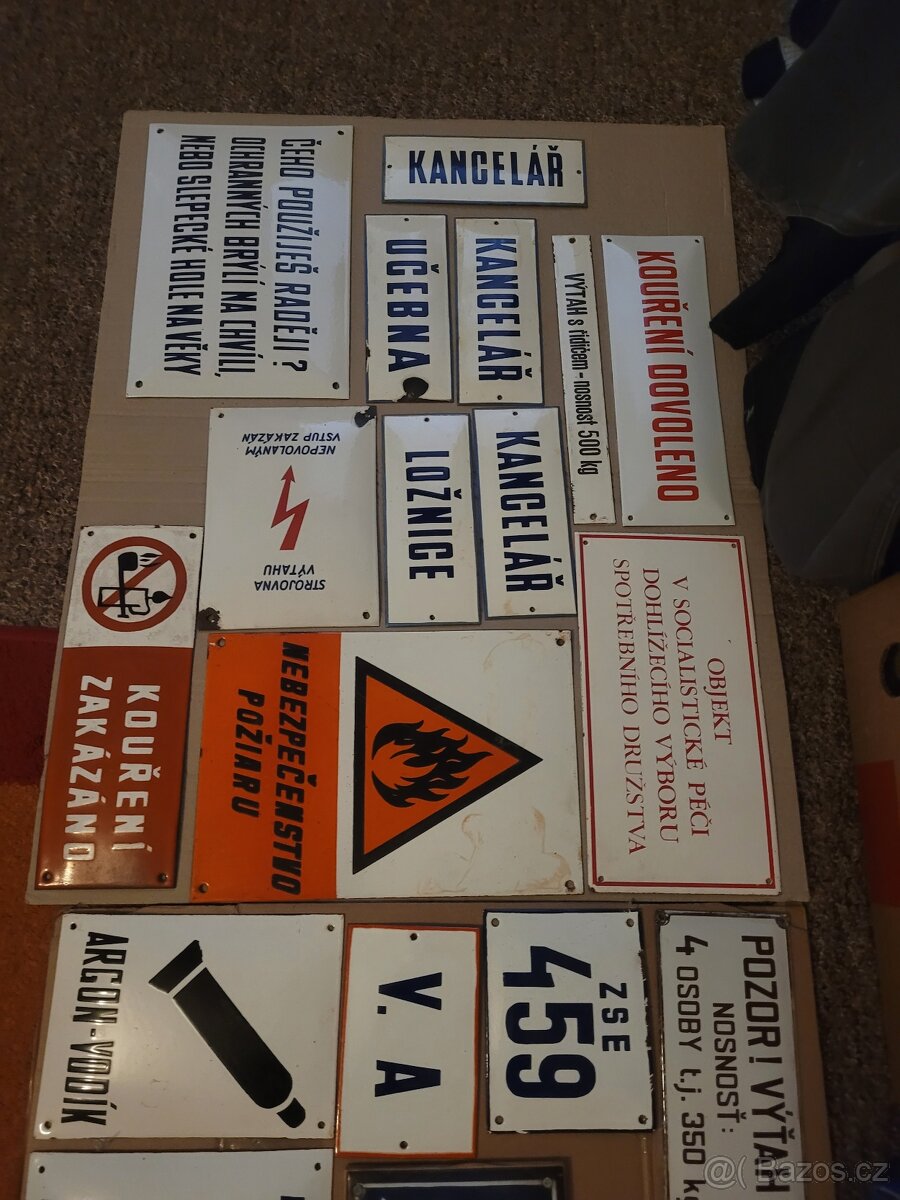 ČEHO POUŽIJEŠ RADĚJI?
OCHRANNÝCH BRÝLÍ NA CHVÍLI,
NEBO SLEPECKÉ HOLE NA VĚKY
KANCELÁŘ
UČEBNA
KANCELÁŘ
VÝTAH s řidičem - nosnost 500 kg
KOUŘENÍ DOVOLENO
STROJOVNA
VÝTAHU
NEPOVOLANÝM
VSTUP ZAKÁZÁN
LOŽNICE
KANCELÁŘ
KOUŘENÍ
ZAKÁZÁNO
NEBEZPEČENSTVO
POŽIARU
OBJEKT
V SOCIALISTICKÉ PÉČI
DOHLÍŽECÍHO VÝBORU
SPOTŘEBNÍHO DRUŽSTVA
ARGON-VODÍK
V. A
ZSE
459
POZOR! VÝŤAH
NOSNOSŤ:
4 OSOBY t.j. 350 kg
@( Bazos.cz